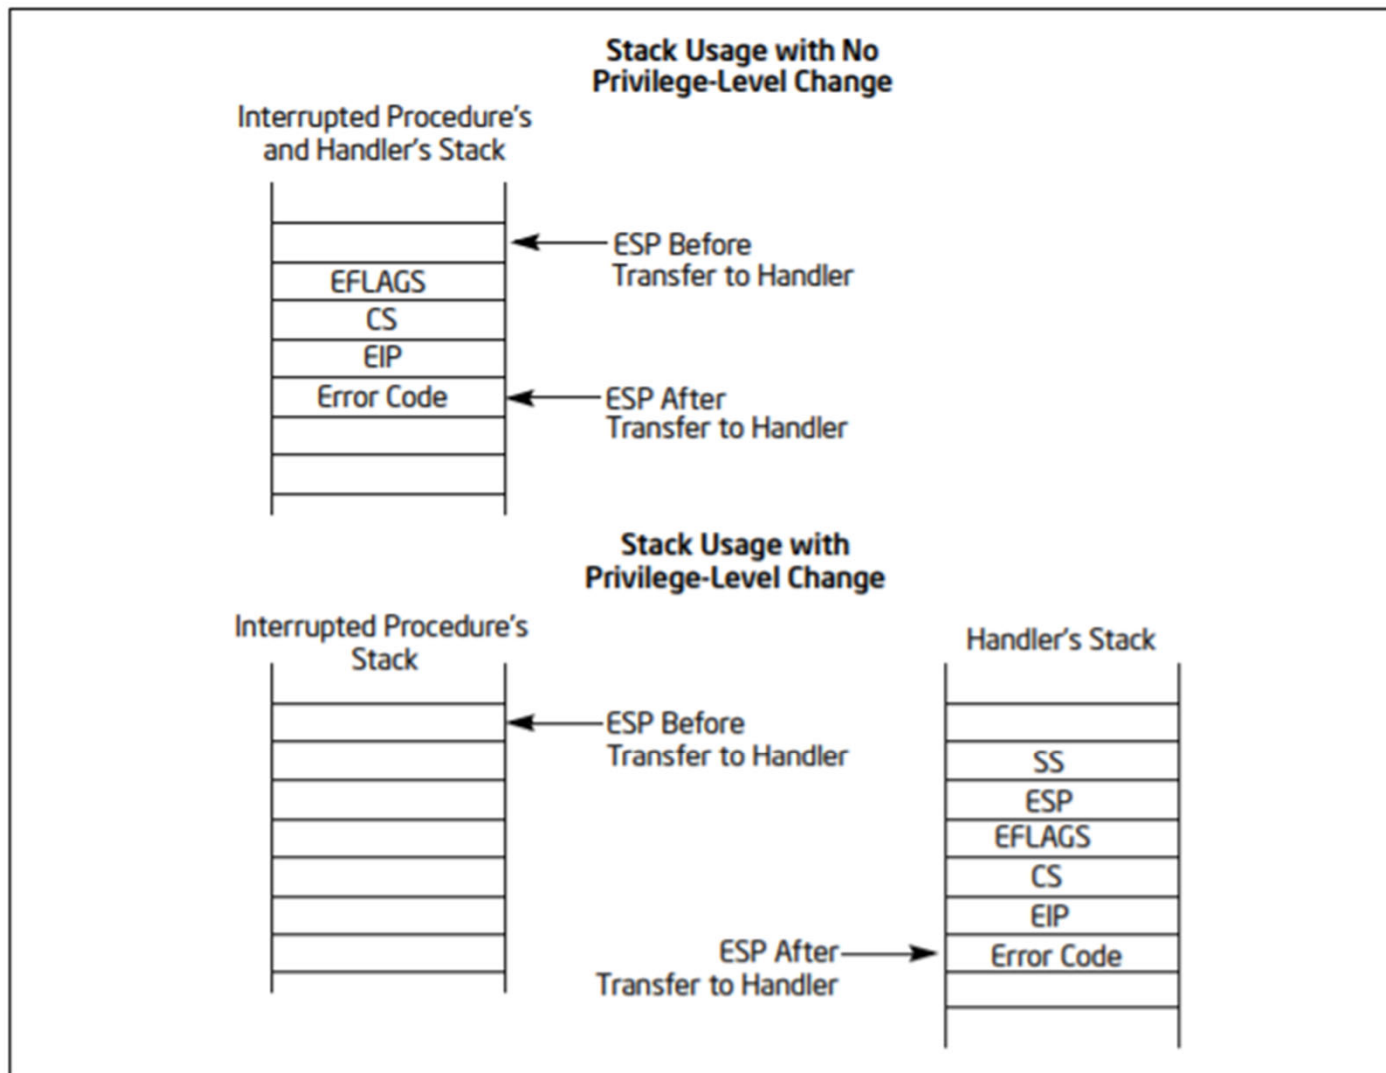 Stack Usage with No
Privilege-Level Change
Interrupted Procedure's
and Handler's Stack
ESP Before
Transfer to Handler
EFLAGS
CS
EIP
Error Code
ESP After
Transfer to Handler
Stack Usage with
Privilege-Level Change
Interrupted Procedure's
Stack
Handler's Stack
ESP Before
Transfer to Handler
SS
ESP
EFLAGS
CS
EIP
Error Code
ESP After
Transfer to Handler